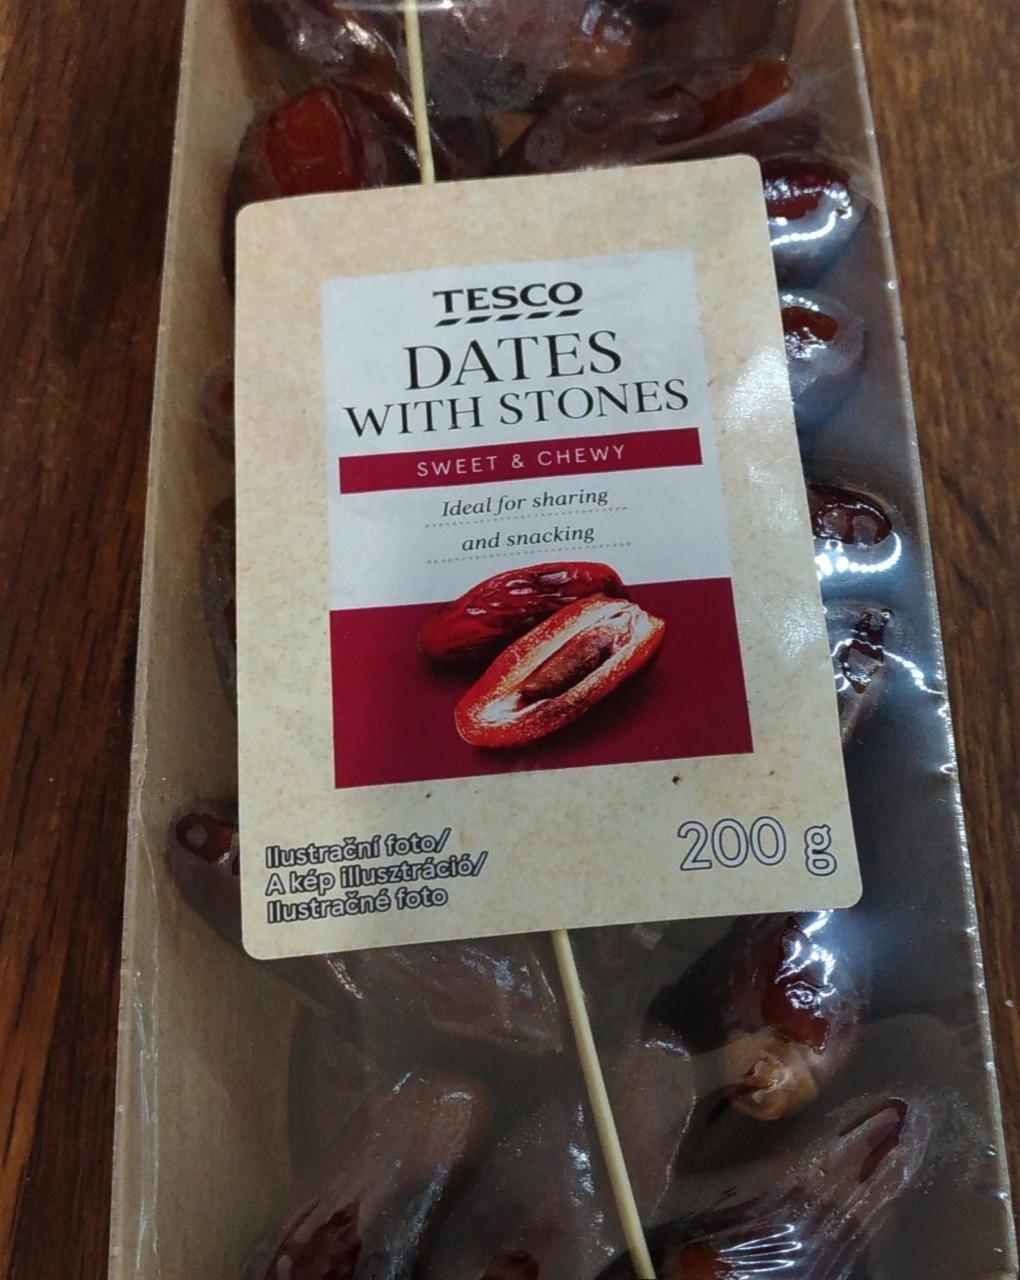 TESCO
DATES
WITH STONES
SWEET & CHEWY
Ideal for sharing
and snacking
Ilustrační foto/
A kép illusztráció/
Ilustračné foto
200 g